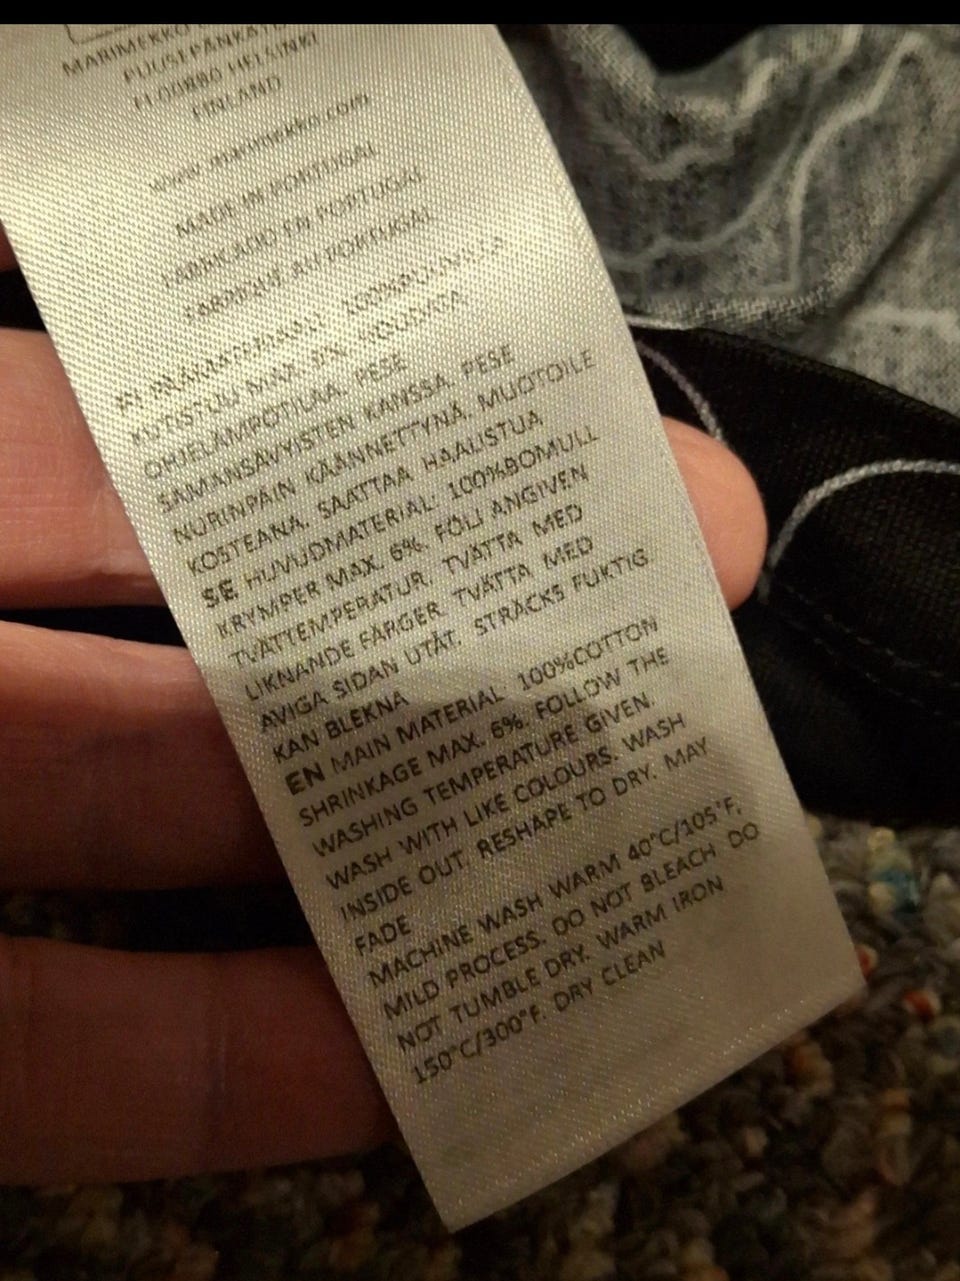 MARIMEKKO
PUUSEPÄNKATU
FI 00880 HELSINKI
FINLAND
www.marimekko.com
MADE IN PORTUGAL
FABRICADO EN PORTUGAL
FABRIQUÉ AU PORTUGAL
FI PÄÄMATERIAALI: 100%PUUVILLA
KUTISTUU MAX. 6%. NOUDATA
OHJELÄMPÖTILAA. PESE
SAMANSÄVYISTEN KANSSA. PESE
NURINPÄIN KÄÄNNETTYNÄ. MUOTOILE
KOSTEANA. SAATTAA HAALISTUA
SE HUVUDMATERIAL: 100%BOMULL
KRYMPER MAX. 6%. FÖLJ ANGIVEN
TVÄTTEMPERATUR. TVÄTTA MED
LIKNANDE FÄRGER. TVÄTTA MED
AVIGA SIDAN UTÅT. STRÄCKS FUKTIG
KAN BLEKNA
EN MAIN MATERIAL 100%COTTON
SHRINKAGE MAX. 6%. FOLLOW THE
WASHING TEMPERATURE GIVEN.
WASH WITH LIKE COLOURS. WASH
INSIDE OUT. RESHAPE TO DRY. MAY
FADE
MACHINE WASH WARM 40°C/105°F,
MILD PROCESS. DO NOT BLEACH DO
NOT TUMBLE DRY. WARM IRON
150°C/300°F. DRY CLEAN